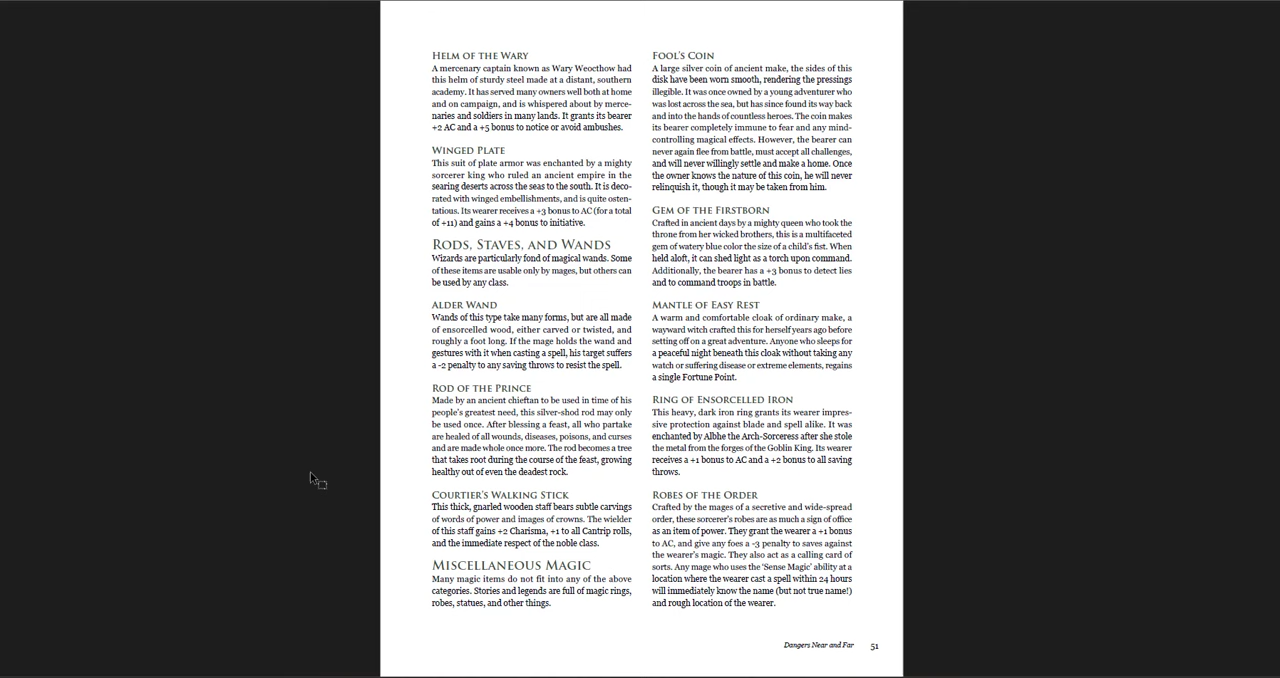 Helm of the Wary
A mercenary captain known as Wary Weocthow had
this helm of sturdy steel made at a distant, southern
academy. It has served many owners well both at home
and on campaign, and is whispered about by merce-
naries and soldiers in many lands. It grants its bearer
+2 AC and a +5 bonus to notice or avoid ambushes.
Winged Plate
This suit of plate armor was enchanted by a mighty
sorcerer king who ruled an ancient empire in the
searing deserts across the seas to the south. It is deco-
rated with winged embellishments, and is quite osten-
tatious. Its wearer receives a +3 bonus to AC (for a total
of +11) and gains a +4 bonus to initiative.
Rods, Staves, and Wands
Wizards are particularly fond of magical wands. Some
of these items are usable only by mages, but others can
be used by any class.
Alder Wand
Wands of this type take many forms, but are all made
of ensorcelled wood, either carved or twisted, and
roughly a foot long. If the mage holds the wand and
gestures with it when casting a spell, his target suffers
a -2 penalty to any saving throws to resist the spell.
Rod of the Prince
Made by an ancient chieftan to be used in time of his
people's greatest need, this silver-shod rod may only
be used once. After blessing a feast, all who partake
are healed of all wounds, diseases, poisons, and curses
and are made whole once more. The rod becomes a tree
that takes root during the course of the feast, growing
healthy out of even the deadest rock.
Courtier's Walking Stick
This thick, gnarled wooden staff bears subtle carvings
of words of power and images of crowns. The wielder
of this staff gains +2 Charisma, +1 to all Cantrip rolls,
and the immediate respect of the noble class.
Miscellaneous Magic
Many magic items do not fit into any of the above
categories. Stories and legends are full of magic rings,
robes, statues, and other things.
Fool's Coin
A large silver coin of ancient make, the sides of this
disk have been worn smooth, rendering the pressings
illegible. It was once owned by a young adventurer who
was lost across the sea, but has since found its way back
and into the hands of countless heroes. The coin makes
its bearer completely immune to fear and any mind-
controlling magical effects. However, the bearer can
never again flee from battle, must accept all challenges,
and will never willingly settle and make a home. Once
the owner knows the nature of this coin, he will never
relinquish it, though it may be taken from him.
Gem of the Firstborn
Crafted in ancient days by a mighty queen who took the
throne from her wicked brothers, this is a multifaceted
gem of watery blue color the size of a child's fist. When
held aloft, it can shed light as a torch upon command.
Additionally, the bearer has a +3 bonus to detect lies
and to command troops in battle.
Mantle of Easy Rest
A warm and comfortable cloak of ordinary make, a
wayward witch crafted this for herself years ago before
setting off on a great adventure. Anyone who sleeps for
a peaceful night beneath this cloak without taking any
watch or suffering disease or extreme elements, regains
a single Fortune Point.
Ring of Ensorcelled Iron
This heavy, dark iron ring grants its wearer impres-
sive protection against blade and spell alike. It was
enchanted by Albhe the Arch-Sorceress after she stole
the metal from the forges of the Goblin King. Its wearer
receives a +1 bonus to AC and a +2 bonus to all saving
throws.
Robes of the Order
Crafted by the mages of a secretive and wide-spread
order, these sorcerer's robes are as much a sign of office
as an item of power. They grant the wearer a +1 bonus
to AC, and give any foes a -3 penalty to saves against
the wearer's magic. They also act as a calling card of
sorts. Any mage who uses the 'Sense Magic' ability at a
location where the wearer cast a spell within 24 hours
will immediately know the name (but not true name!)
and rough location of the wearer.
Dangers Near and Far 51